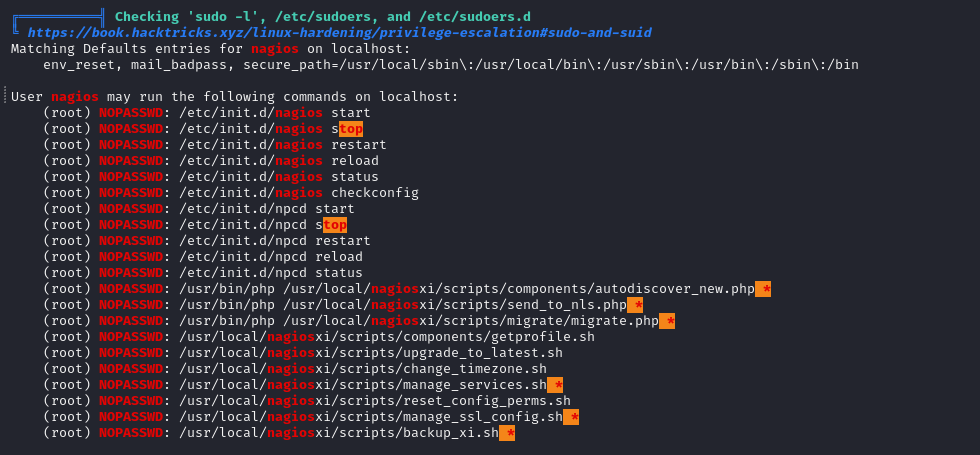 Checking 'sudo -l', /etc/sudoers, and /etc/sudoers.d
https://book.hacktricks.xyz/linux-hardening/privilege-escalation#sudo-and-suid
Matching Defaults entries for nagios on localhost:
    env_reset, mail_badpass, secure_path=/usr/local/sbin\:/usr/local/bin\:/usr/sbin\:/usr/bin\:/sbin\:/bin
User nagios may run the following commands on localhost:
    (root) NOPASSWD: /etc/init.d/nagios start
    (root) NOPASSWD: /etc/init.d/nagios stop
    (root) NOPASSWD: /etc/init.d/nagios restart
    (root) NOPASSWD: /etc/init.d/nagios reload
    (root) NOPASSWD: /etc/init.d/nagios status
    (root) NOPASSWD: /etc/init.d/nagios checkconfig
    (root) NOPASSWD: /etc/init.d/npcd start
    (root) NOPASSWD: /etc/init.d/npcd stop
    (root) NOPASSWD: /etc/init.d/npcd restart
    (root) NOPASSWD: /etc/init.d/npcd reload
    (root) NOPASSWD: /etc/init.d/npcd status
    (root) NOPASSWD: /usr/bin/php /usr/local/nagiosxi/scripts/components/autodiscover_new.php *
    (root) NOPASSWD: /usr/bin/php /usr/local/nagiosxi/scripts/send_to_nls.php *
    (root) NOPASSWD: /usr/bin/php /usr/local/nagiosxi/scripts/migrate/migrate.php *
    (root) NOPASSWD: /usr/local/nagiosxi/scripts/components/getprofile.sh
    (root) NOPASSWD: /usr/local/nagiosxi/scripts/upgrade_to_latest.sh
    (root) NOPASSWD: /usr/local/nagiosxi/scripts/change_timezone.sh
    (root) NOPASSWD: /usr/local/nagiosxi/scripts/manage_services.sh *
    (root) NOPASSWD: /usr/local/nagiosxi/scripts/reset_config_perms.sh
    (root) NOPASSWD: /usr/local/nagiosxi/scripts/manage_ssl_config.sh *
    (root) NOPASSWD: /usr/local/nagiosxi/scripts/backup_xi.sh *